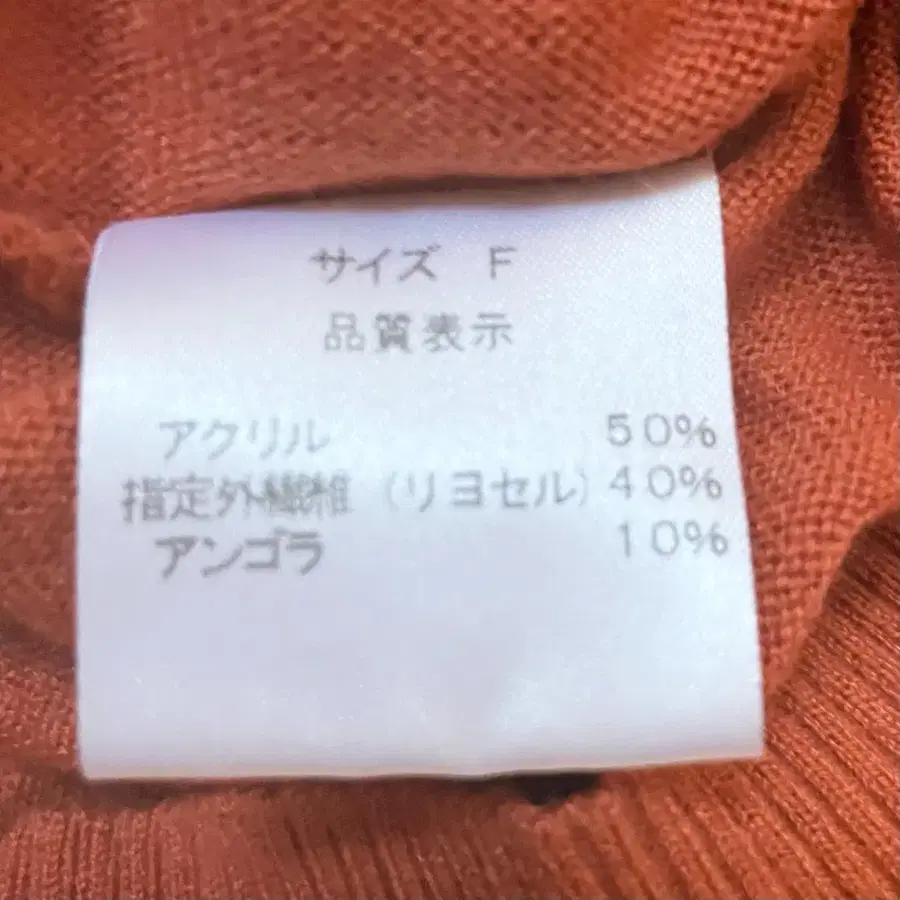 サイズ F
品質表示
アクリル 50%
指定外繊維（リヨセル）40%
アンゴラ 10%